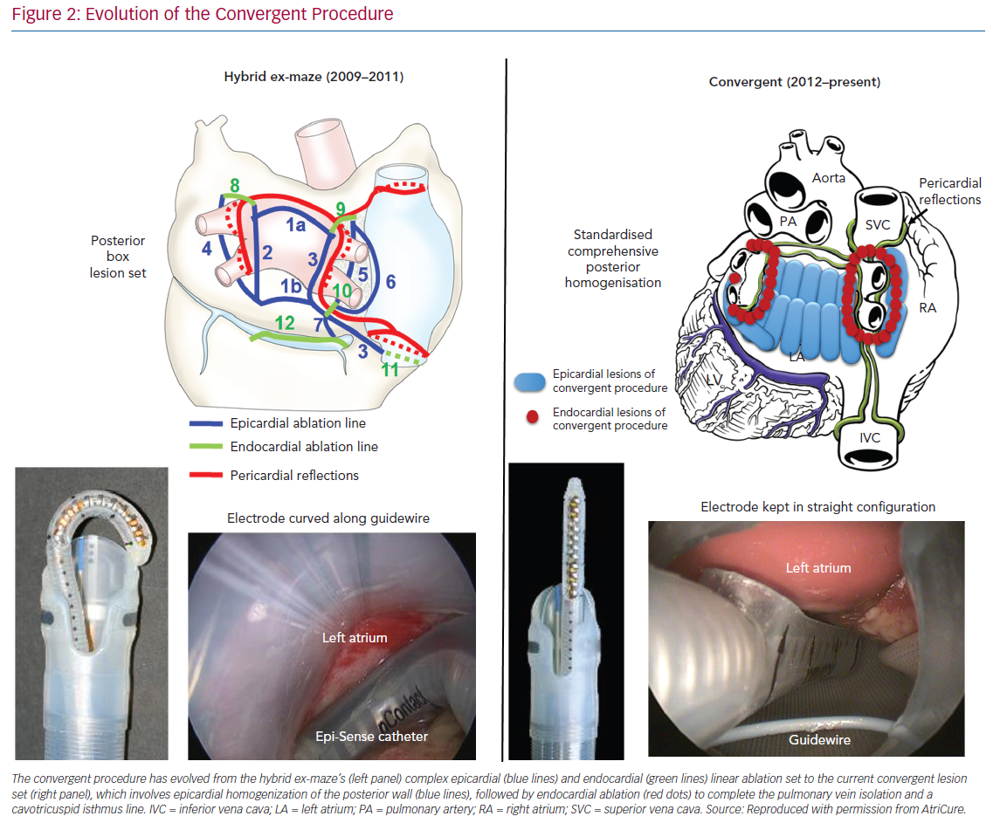 Figure 2: Evolution of the Convergent Procedure
Hybrid ex-maze (2009–2011)
Posterior
box
lesion set
8
9
1a
4
2
3
5
6
1b
10
12
7
3
11
Epicardial ablation line
Endocardial ablation line
Pericardial reflections
Electrode curved along guidewire
Left atrium
nContact
Epi-Sense catheter
Convergent (2012–present)
Aorta
Pericardial
reflections
PA
SVC
Standardised
comprehensive
posterior
homogenisation
RA
LA
LV
Epicardial lesions of
convergent procedure
Endocardial lesions of
convergent procedure
IVC
Electrode kept in straight configuration
Left atrium
Guidewire
The convergent procedure has evolved from the hybrid ex-maze's (left panel) complex epicardial (blue lines) and endocardial (green lines) linear ablation set to the current convergent lesion
set (right panel), which involves epicardial homogenization of the posterior wall (blue lines), followed by endocardial ablation (red dots) to complete the pulmonary vein isolation and a
cavotricuspid isthmus line. IVC = inferior vena cava; LA = left atrium; PA = pulmonary artery; RA = right atrium; SVC = superior vena cava. Source: Reproduced with permission from AtriCure.